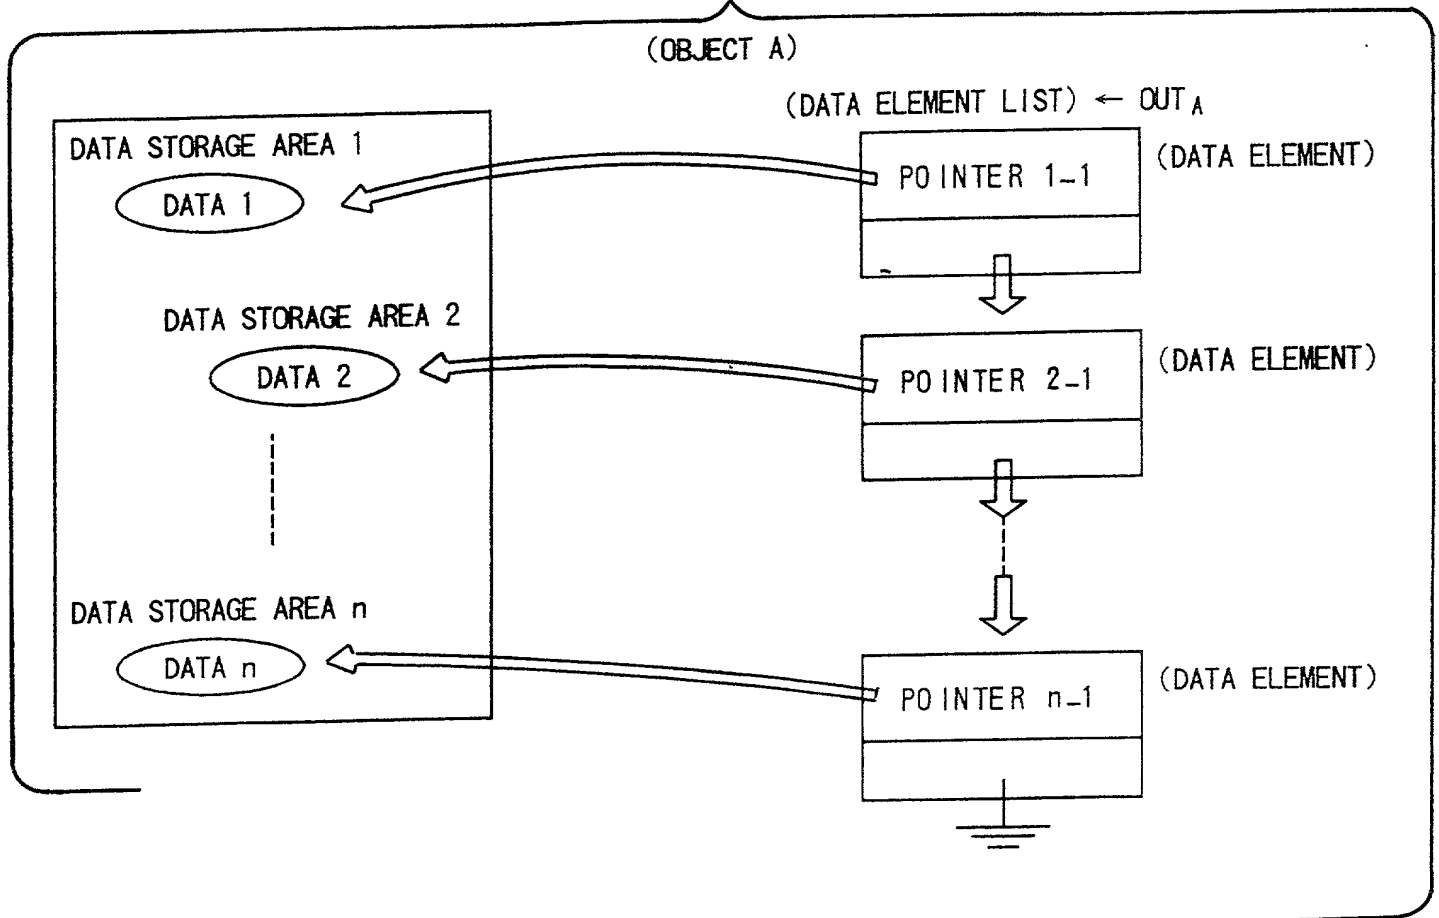 (OBJECT A)
(DATA ELEMENT LIST) ← OUT A
DATA STORAGE AREA 1
DATA 1
POINTER 1-1
(DATA ELEMENT)
DATA STORAGE AREA 2
DATA 2
POINTER 2-1
(DATA ELEMENT)
DATA STORAGE AREA n
DATA n
POINTER n-1
(DATA ELEMENT)